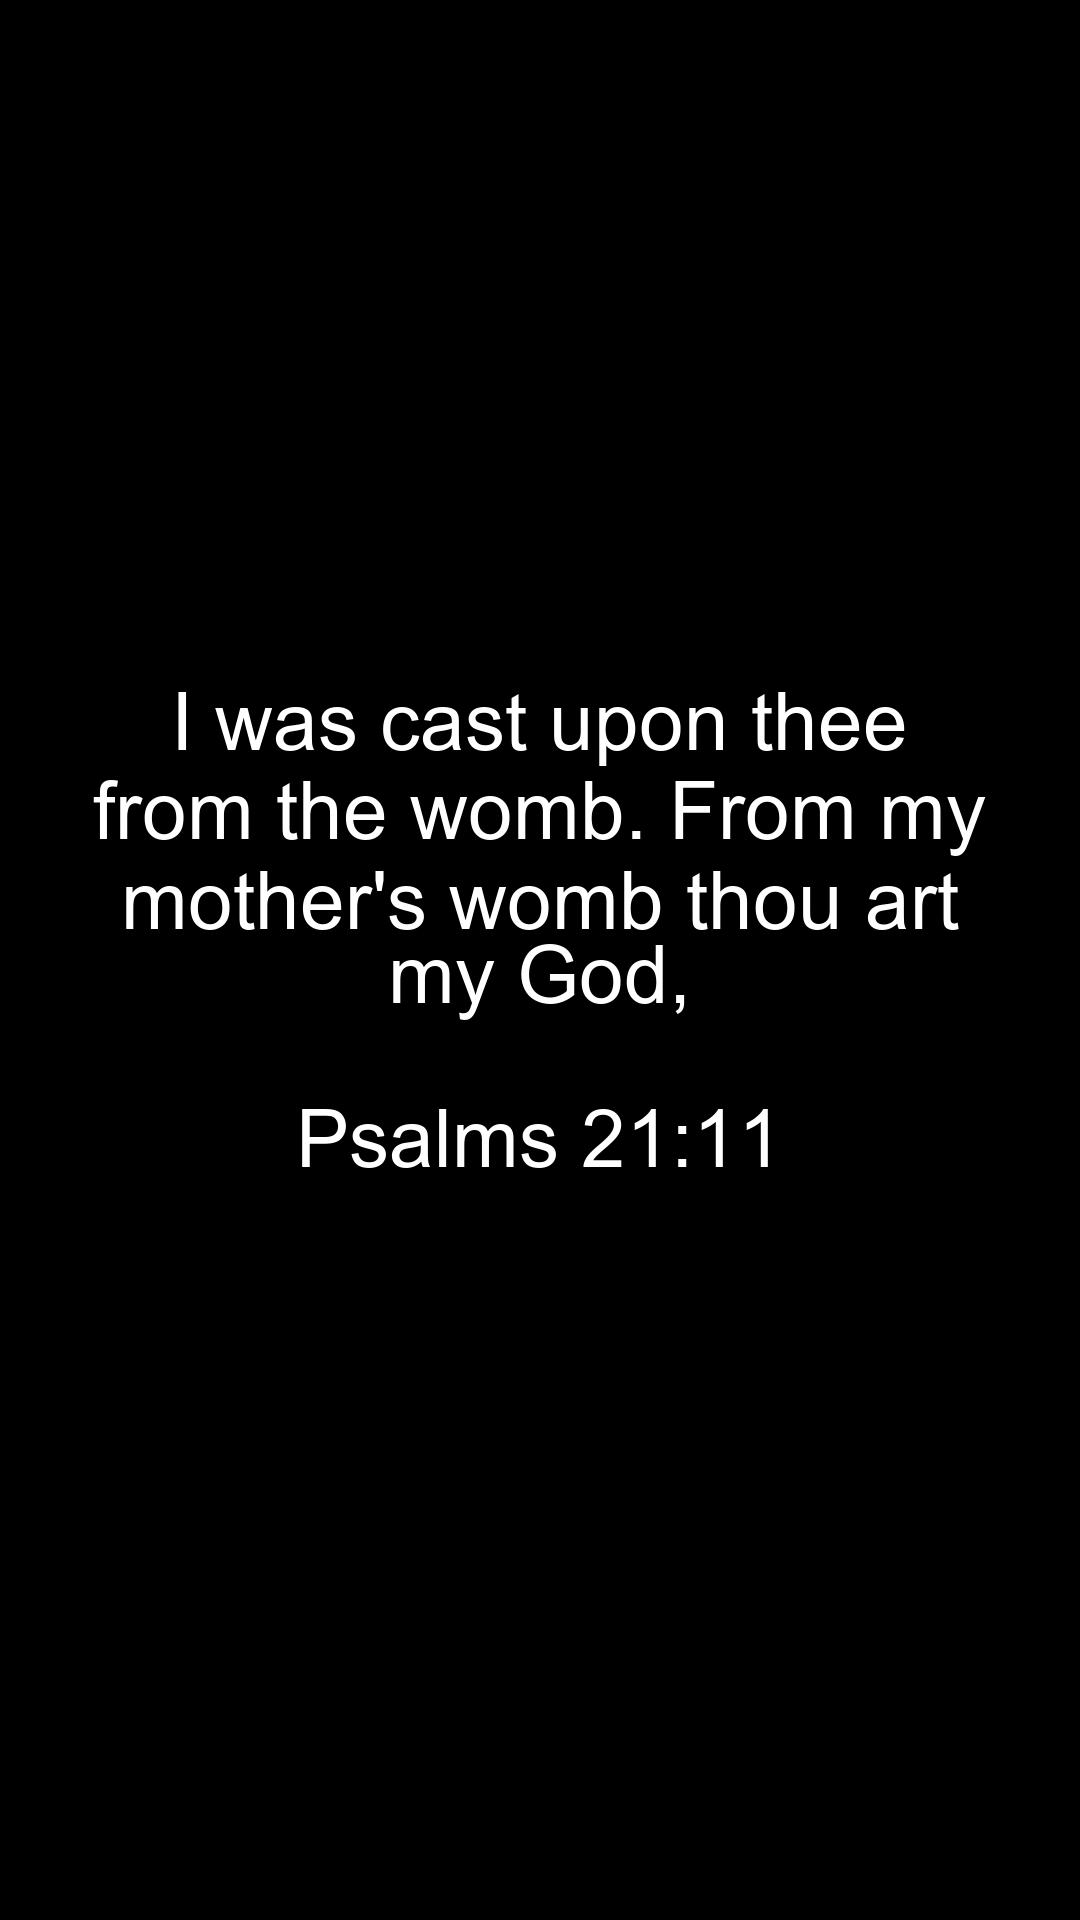 I was cast upon thee
from the womb. From my
mother's womb thou art
my God,
Psalms 21:11